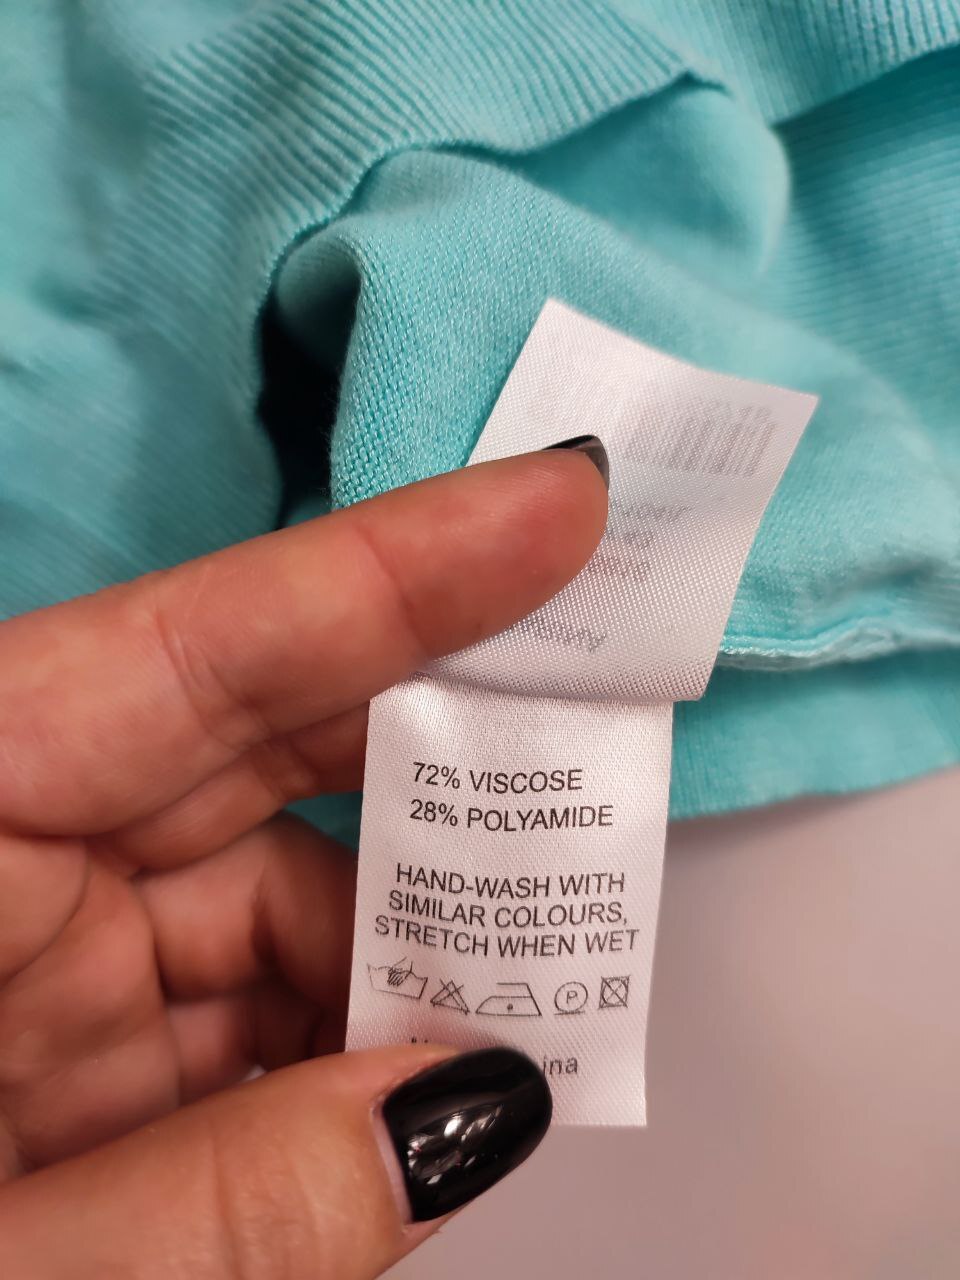 72% VISCOSE
28% POLYAMIDE
HAND-WASH WITH
SIMILAR COLOURS,
STRETCH WHEN WET
P